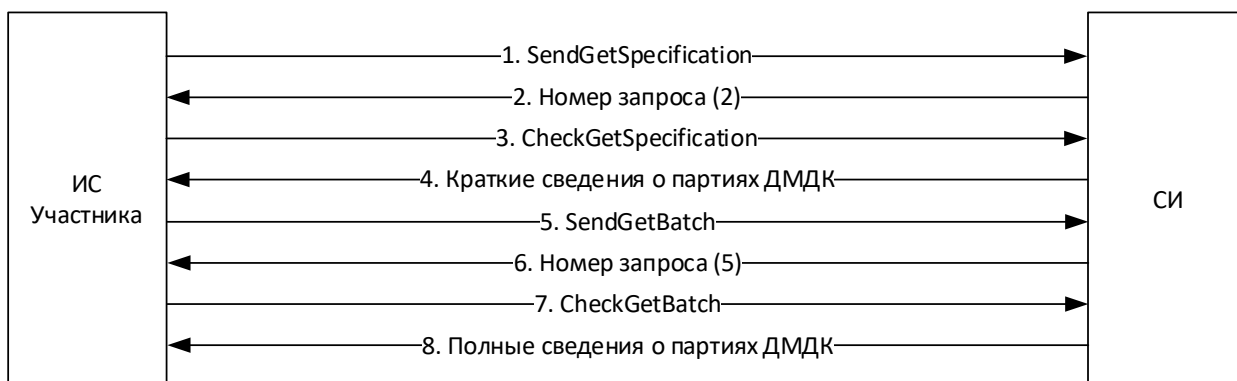 1. SendGetSpecification
2. Номер запроса (2)
3. CheckGetSpecification
4. Краткие сведения о партиях ДМДК
ИС
Участника
5. SendGetBatch
СИ
6. Номер запроса (5)
7. CheckGetBatch
8. Полные сведения о партиях ДМДК